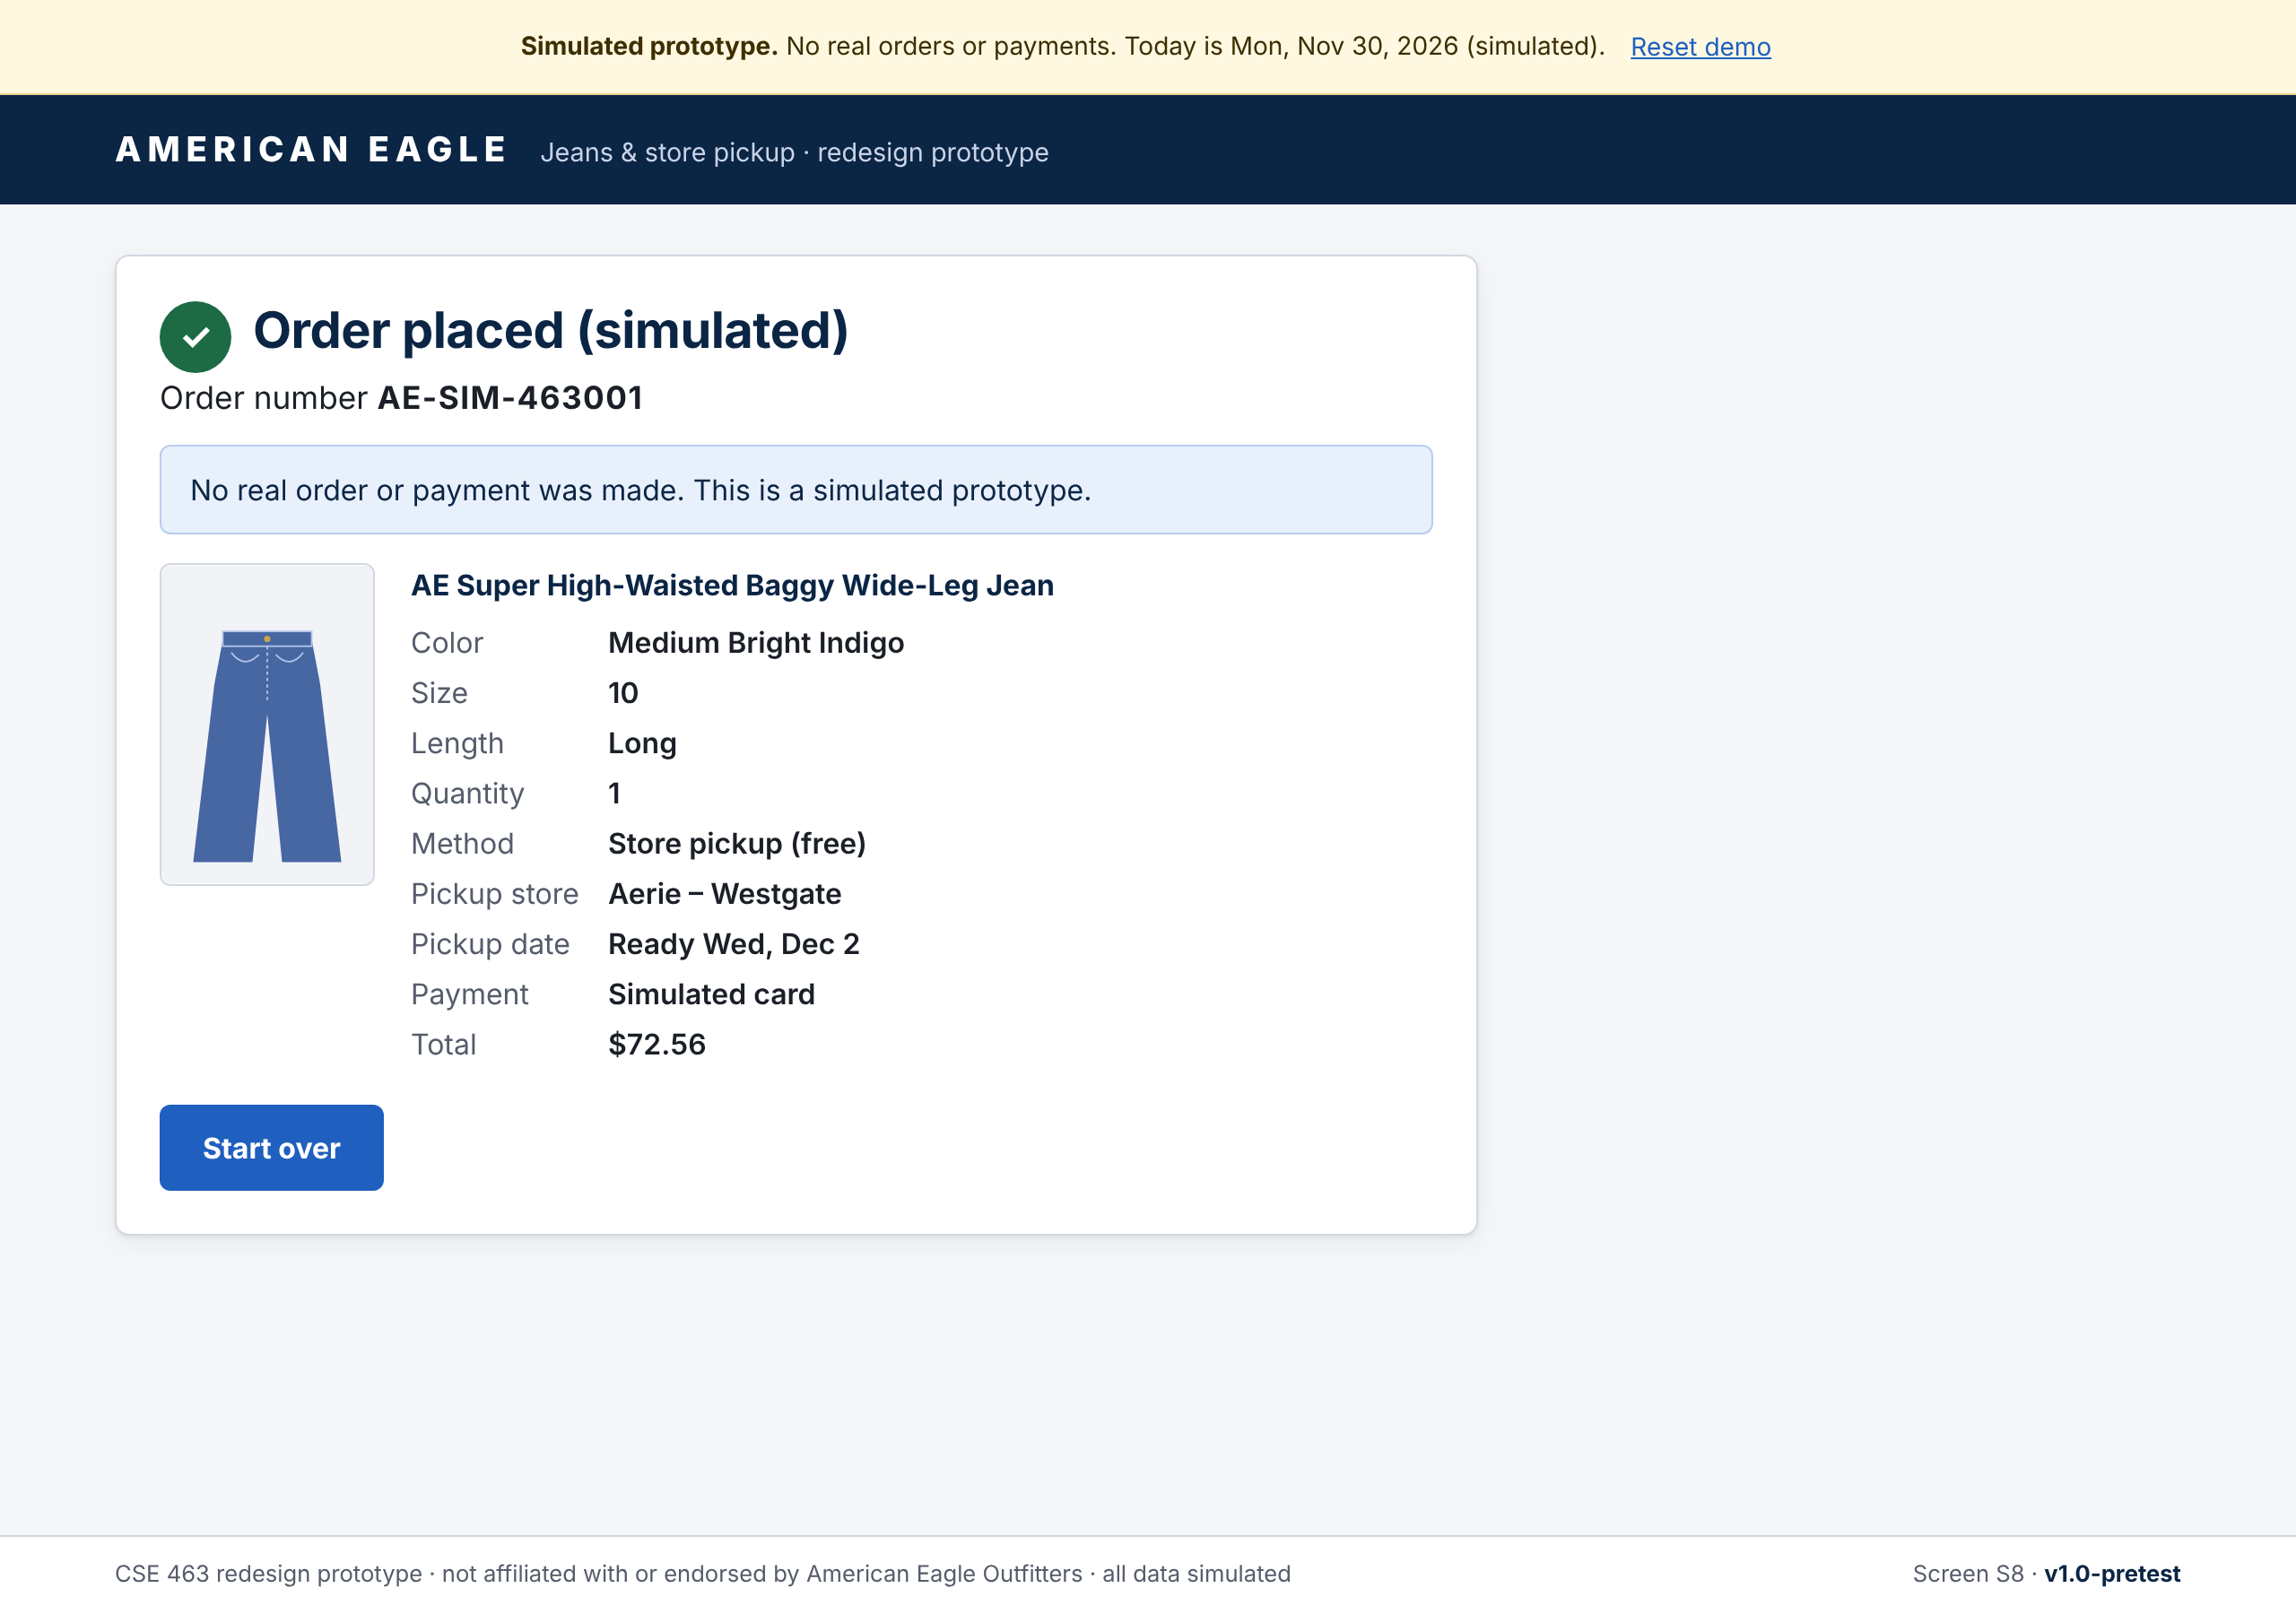 Simulated prototype. No real orders or payments. Today is Mon, Nov 30, 2026 (simulated). Reset demo
AMERICAN EAGLE Jeans & store pickup · redesign prototype
Order placed (simulated)
Order number AE-SIM-463001
No real order or payment was made. This is a simulated prototype.
AE Super High-Waisted Baggy Wide-Leg Jean
Color Medium Bright Indigo
Size 10
Length Long
Quantity 1
Method Store pickup (free)
Pickup store Aerie – Westgate
Pickup date Ready Wed, Dec 2
Payment Simulated card
Total $72.56
Start over
CSE 463 redesign prototype · not affiliated with or endorsed by American Eagle Outfitters · all data simulated Screen S8 · v1.0-pretest